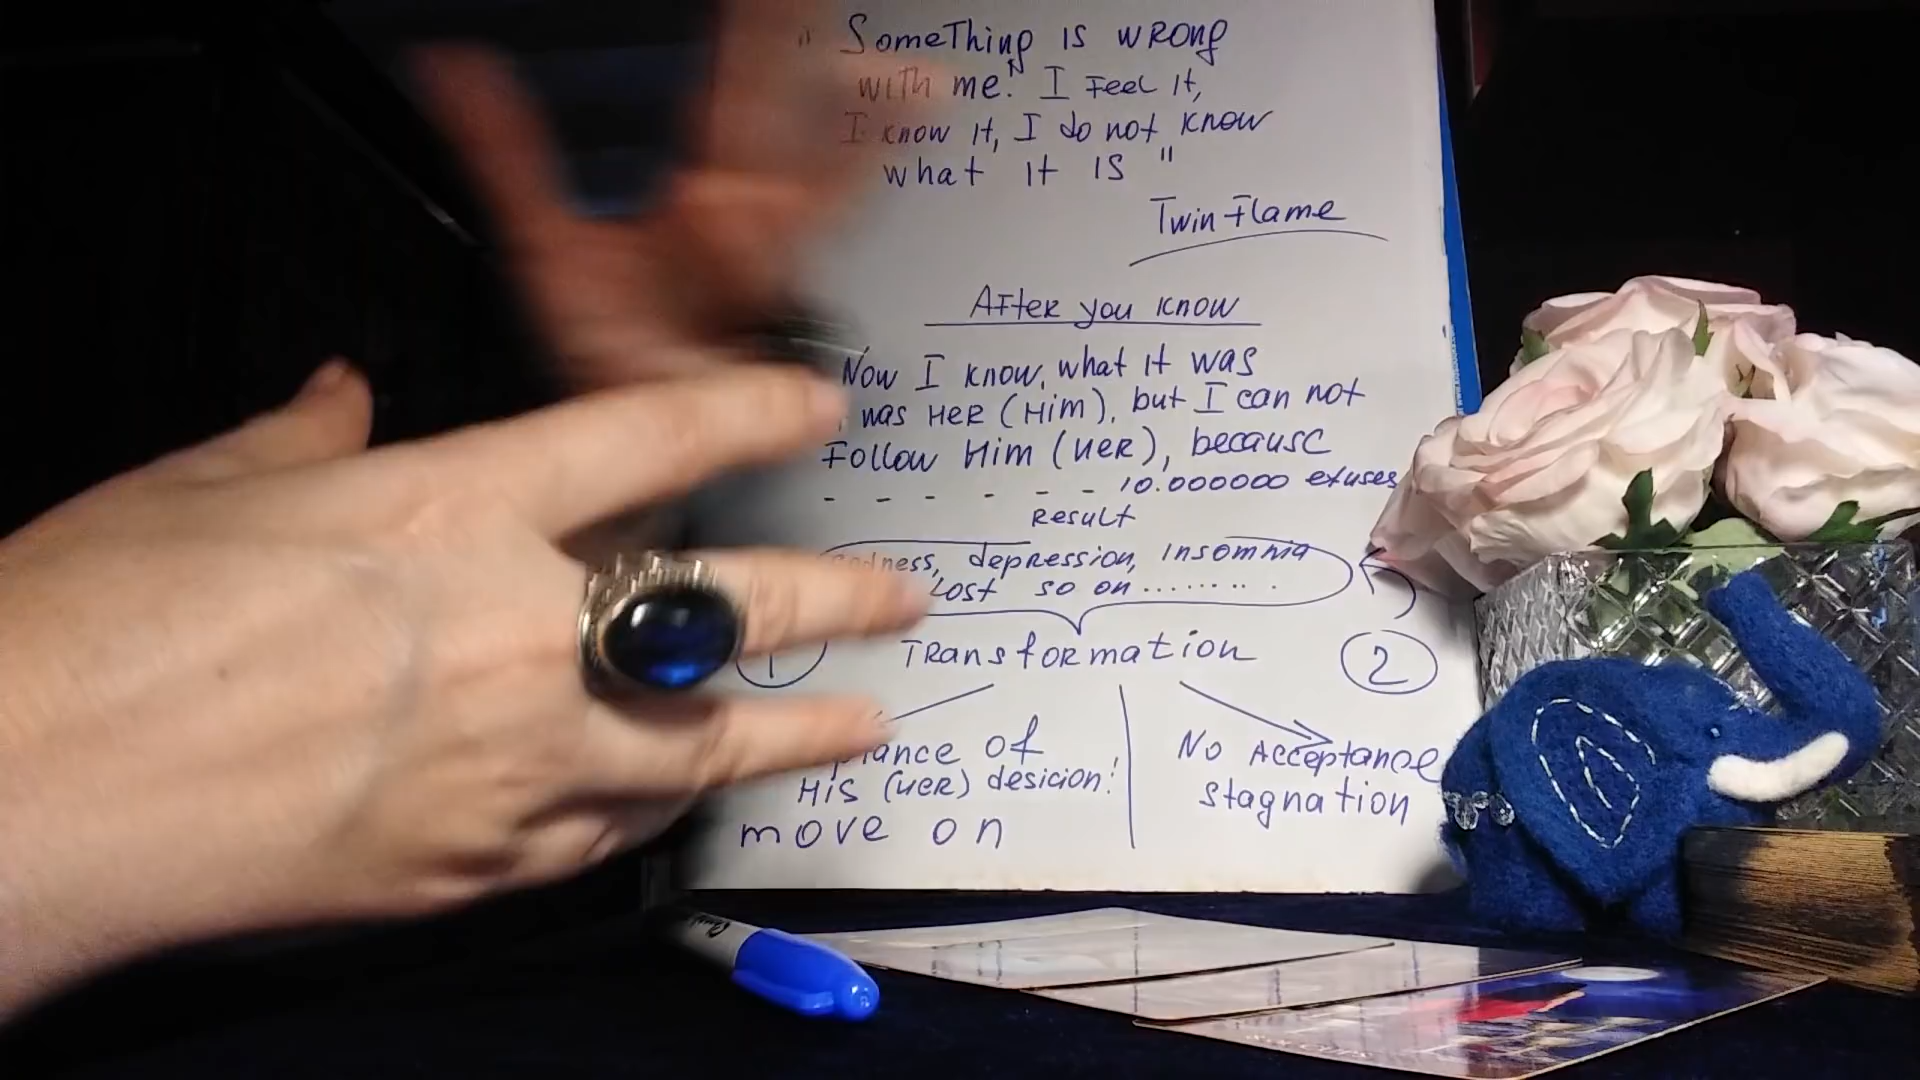 " Something is wrong
with me." I Feel it,
I know it, I do not know
what it is "
Twin Flame
After you know
Now I know, what it was
was Her (Him), but I can not
Follow Him (Her), because
- - - - - - 10.000000 exuses
Result
sadness, depression, insomnia
Lost so on .........
1 Transformation 2
His (Her) desicion!
ance of
move on
No Acceptance
stagnation